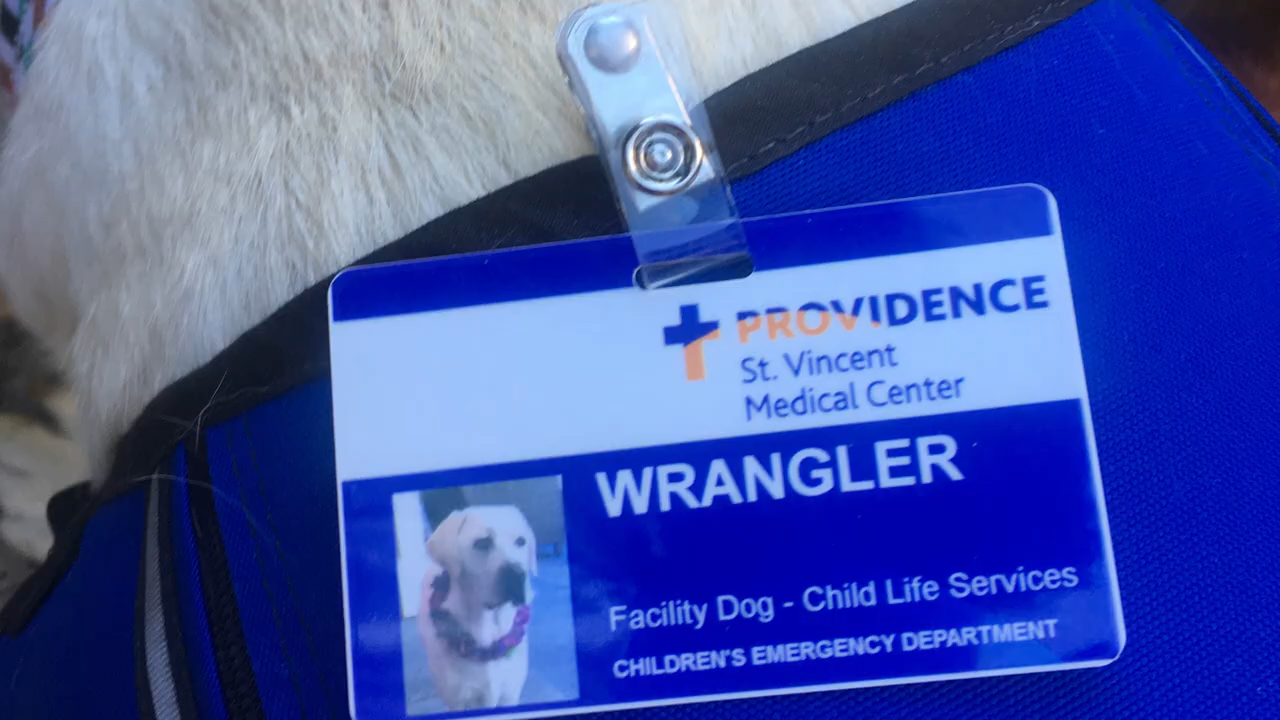 PROVIDENCE
St. Vincent
Medical Center
WRANGLER
Facility Dog - Child Life Services
CHILDREN'S EMERGENCY DEPARTMENT